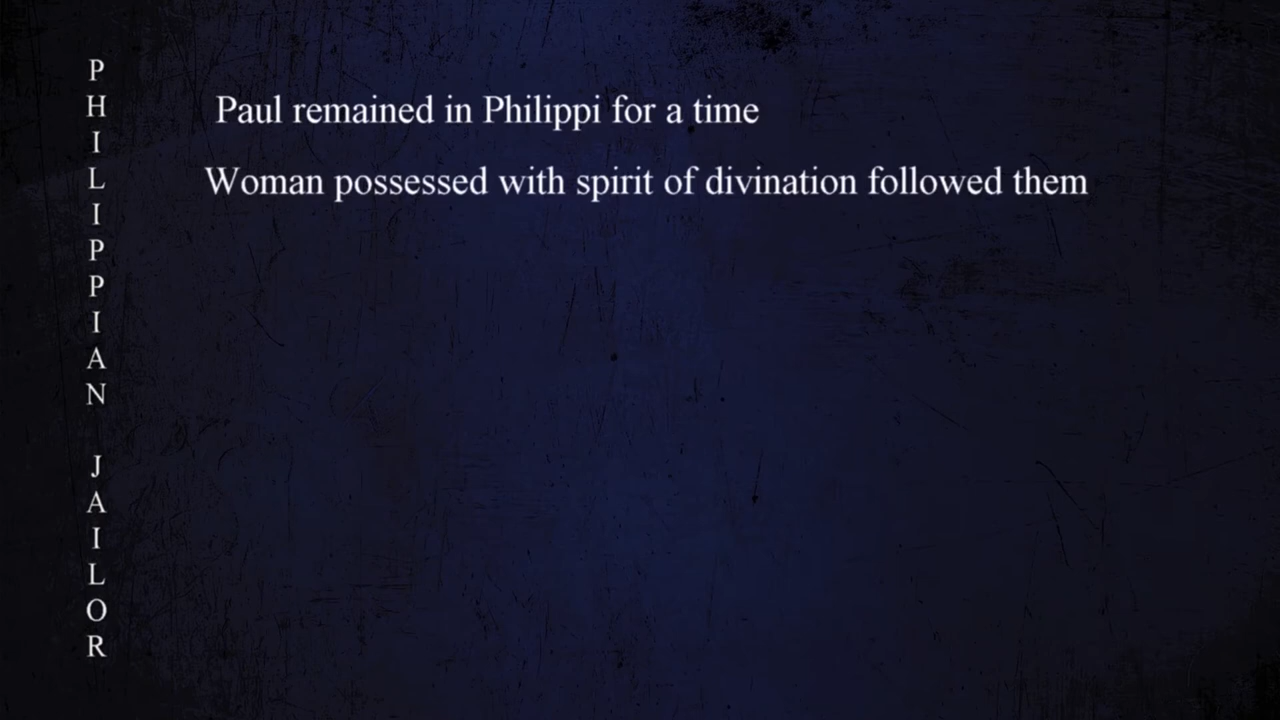 PHILIPPIAN JAILOR
Paul remained in Philippi for a time
Woman possessed with spirit of divination followed them